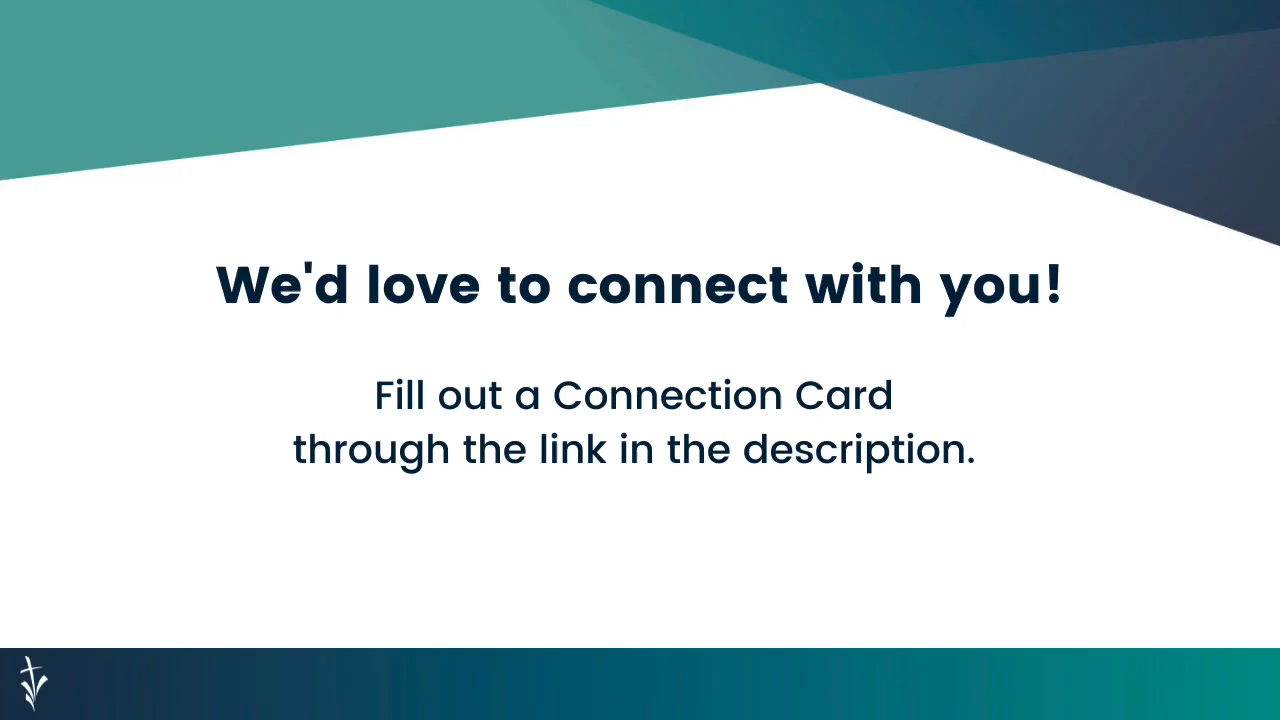 We'd love to connect with you!
Fill out a Connection Card
through the link in the description.